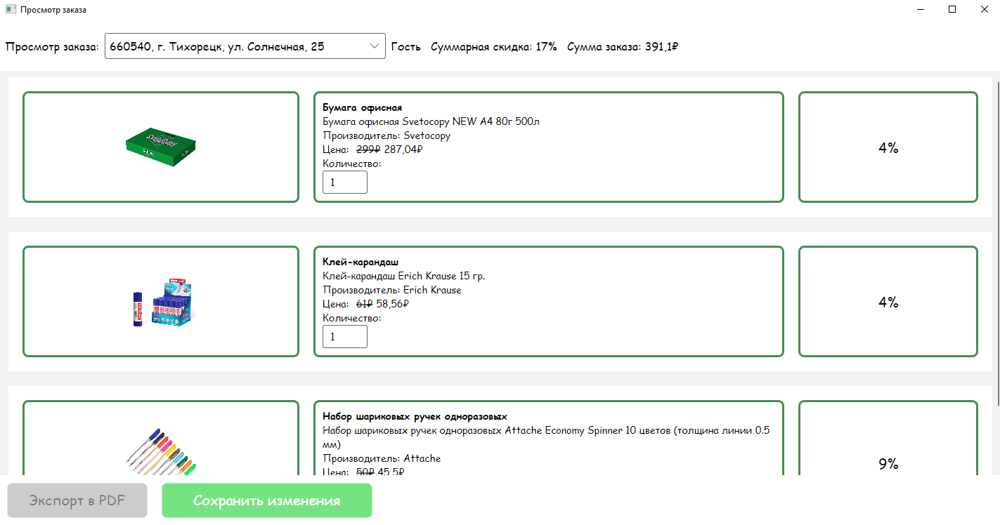 Просмотр заказа
Просмотр заказа: 660540, г. Тихорецк, ул. Солнечная, 25 Гость Суммарная скидка: 17% Сумма заказа: 391,1₽
Бумага офисная
Бумага офисная Svetocopy NEW A4 80г 500л
Производитель: Svetocopy
Цена: 299₽ 287,04₽
Количество:
1
4%
Клей-карандаш
Клей-карандаш Erich Krause 15 гр.
Производитель: Erich Krause
Цена: 61₽ 58,56₽
Количество:
1
4%
Набор шариковых ручек одноразовых
Набор шариковых ручек одноразовых Attache Economy Spinner 10 цветов (толщина линии 0.5
мм)
Производитель: Attache
Цена: 50₽ 45,5₽
9%
Экспорт в PDF
Сохранить изменения